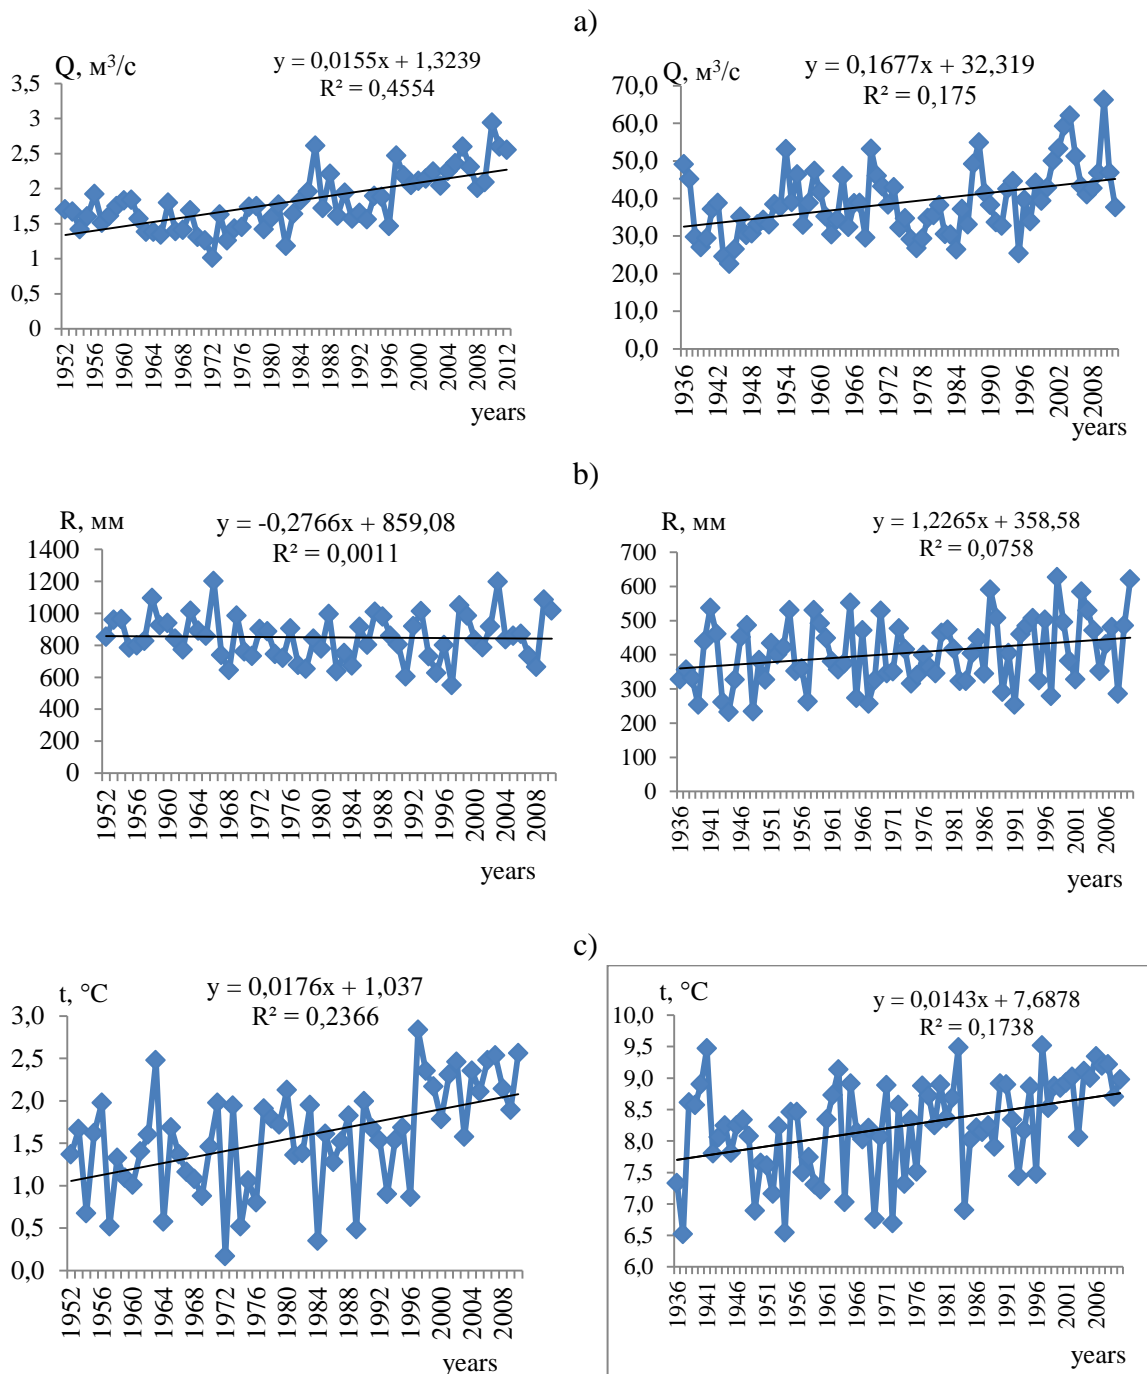 a)
Q, м³/с
y = 0,0155x + 1,3239
R² = 0,4554
3,5
3
2,5
2
1,5
1
0,5
0
1952 1956 1960 1964 1968 1972 1976 1980 1984 1988 1992 1996 2000 2004 2008 2012
years
Q, м³/с
y = 0,1677x + 32,319
R² = 0,175
70,0
60,0
50,0
40,0
30,0
20,0
10,0
0,0
1936 1942 1948 1954 1960 1966 1972 1978 1984 1990 1996 2002 2008
years
b)
R, мм
y = -0,2766x + 859,08
R² = 0,0011
1400
1200
1000
800
600
400
200
0
1952 1956 1960 1964 1968 1972 1976 1980 1984 1988 1992 1996 2000 2004 2008
years
R, мм
y = 1,2265x + 358,58
R² = 0,0758
700
600
500
400
300
200
100
0
1936 1941 1946 1951 1956 1961 1966 1971 1976 1981 1986 1991 1996 2001 2006
years
c)
t, °C
y = 0,0176x + 1,037
R² = 0,2366
3,0
2,5
2,0
1,5
1,0
0,5
0,0
1952 1956 1960 1964 1968 1972 1976 1980 1984 1988 1992 1996 2000 2004 2008
years
t, °C
y = 0,0143x + 7,6878
R² = 0,1738
10,0
9,5
9,0
8,5
8,0
7,5
7,0
6,5
6,0
1936 1941 1946 1951 1956 1961 1966 1971 1976 1981 1986 1991 1996 2001 2006
years